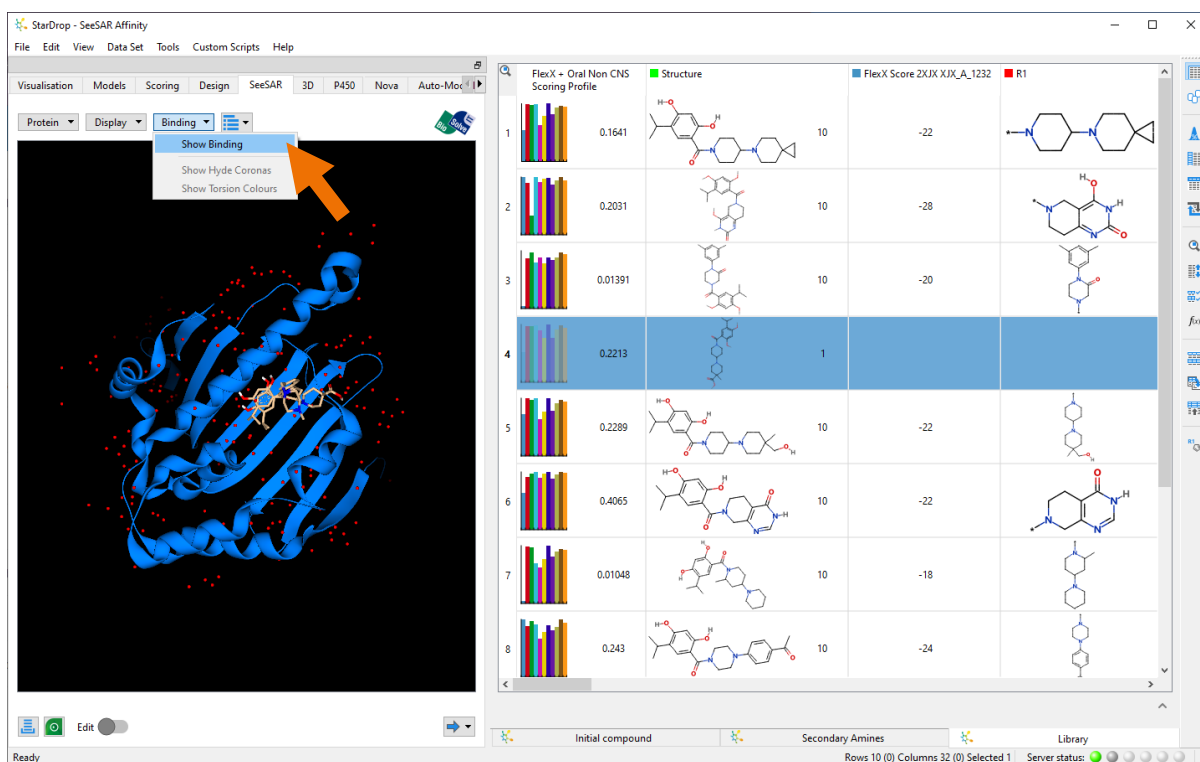 StarDrop - SeeSAR Affinity
File Edit View Data Set Tools Custom Scripts Help
Visualisation Models Scoring Design SeeSAR 3D P450 Nova Auto-Moc
Protein Display Binding
Bio Solve IT
Show Binding
Show Hyde Coronas
Show Torsion Colours
FlexX + Oral Non CNS Structure FlexX Score 2XJX XJX_A_1232 R1
Scoring Profile
1 0.1641 10 -22
2 0.2031 10 -28
3 0.01391 10 -20
4 0.2213 1
5 0.2289 10 -22
6 0.4065 10 -22
7 0.01048 10 -18
8 0.243 10 -24
Edit
Initial compound Secondary Amines Library
Ready Rows 10 (0) Columns 32 (0) Selected 1 Server status: